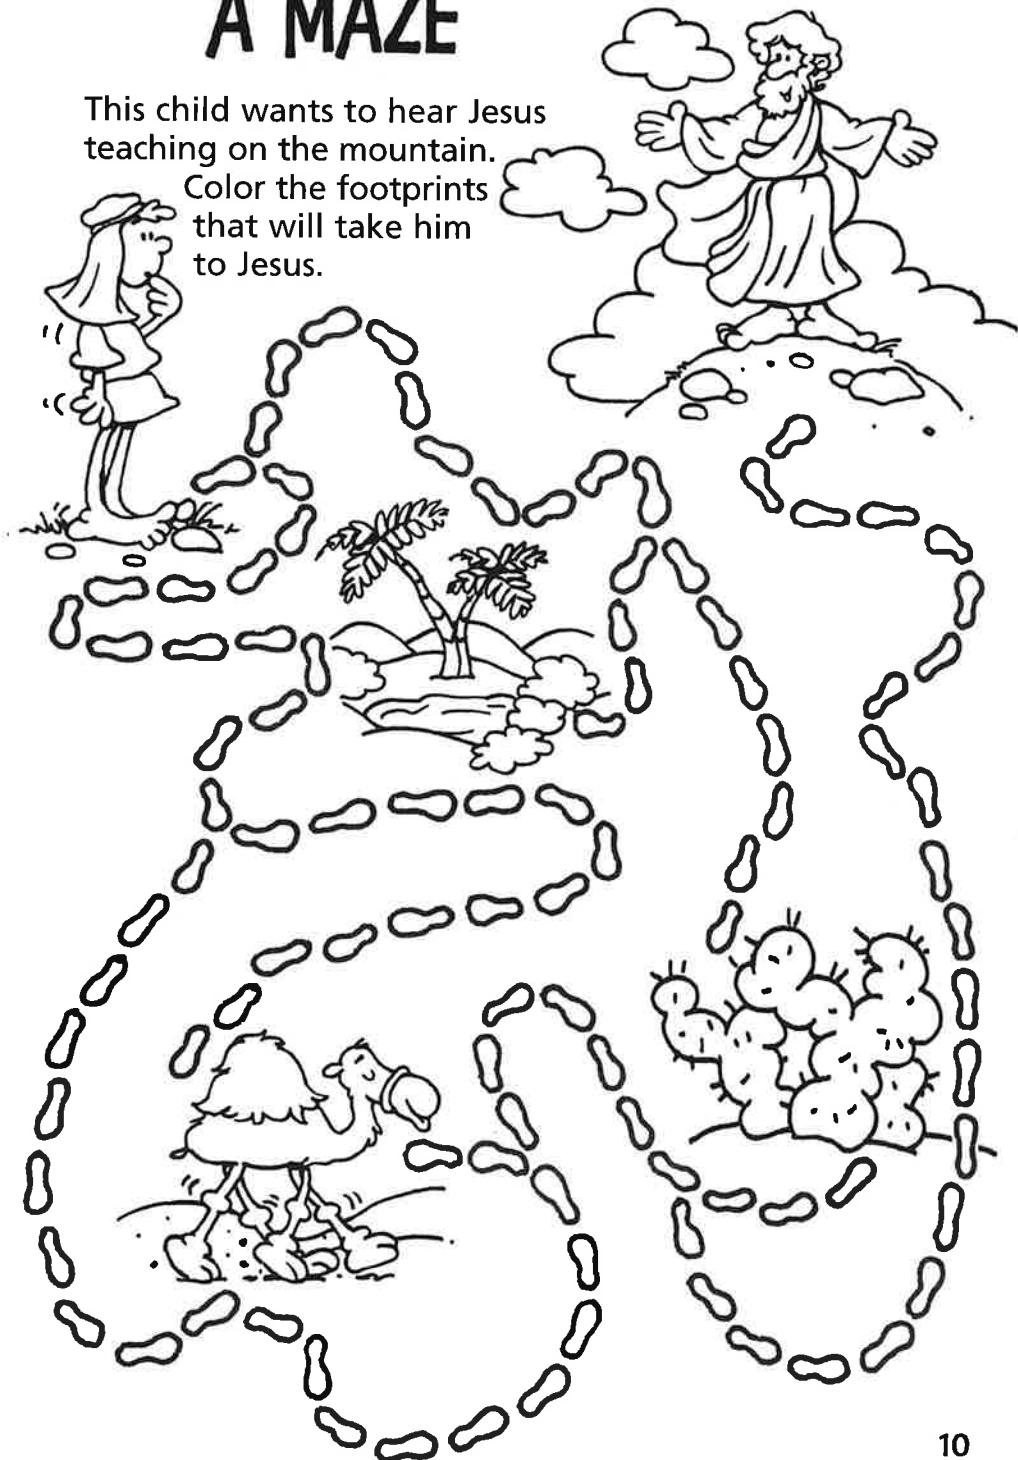 A MAZE
This child wants to hear Jesus
teaching on the mountain.
Color the footprints
that will take him
to Jesus.
10